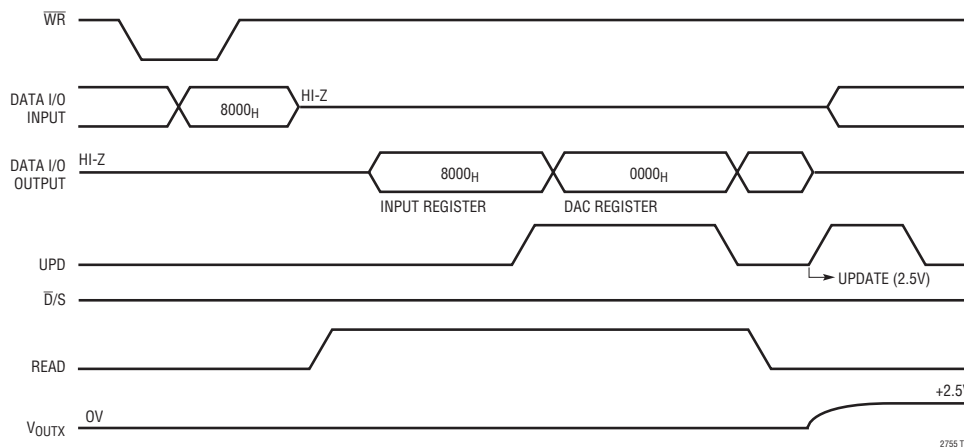 WR
DATA I/O
INPUT
8000H
HI-Z
DATA I/O
OUTPUT
HI-Z
8000H
0000H
INPUT REGISTER
DAC REGISTER
UPD
UPDATE (2.5V)
D/S
READ
VOUTX
0V
+2.5V
2755 T